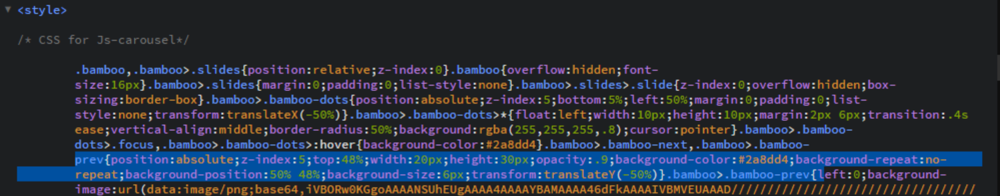 ▼ <style>
/* CSS for Js-carousel*/
.bamboo,.bamboo>.slides{position:relative;z-index:0}.bamboo{overflow:hidden;font-
size:16px}.bamboo>.slides{margin:0;padding:0;list-style:none}.bamboo>.slides>.slide{z-index:0;overflow:hidden;box-
sizing:border-box}.bamboo>.bamboo-dots{position:absolute;z-index:5;bottom:5%;left:50%;margin:0;padding:0;list-
style:none;transform:translateX(-50%)}.bamboo>.bamboo-dots>*{float:left;width:10px;height:10px;margin:2px 6px;transition:.4s
ease;vertical-align:middle;border-radius:50%;background:rgba(255,255,255,.8);cursor:pointer}.bamboo>.bamboo-
dots>.focus,.bamboo>.bamboo-dots>:hover{background-color:#2a8dd4}.bamboo>.bamboo-next,.bamboo>.bamboo-
prev{position:absolute;z-index:5;top:48%;width:20px;height:30px;opacity:.9;background-color:#2a8dd4;background-repeat:no-
repeat;background-position:50% 48%;background-size:6px;transform:translateY(-50%)}.bamboo>.bamboo-prev{left:0;background-
image:url(data:image/png;base64,iVBORw0KGgoAAAANSUhEUgAAAA4AAAAYBAMAAAA46dFkAAAAIVBMVEUAAAD///////////////////////////////////